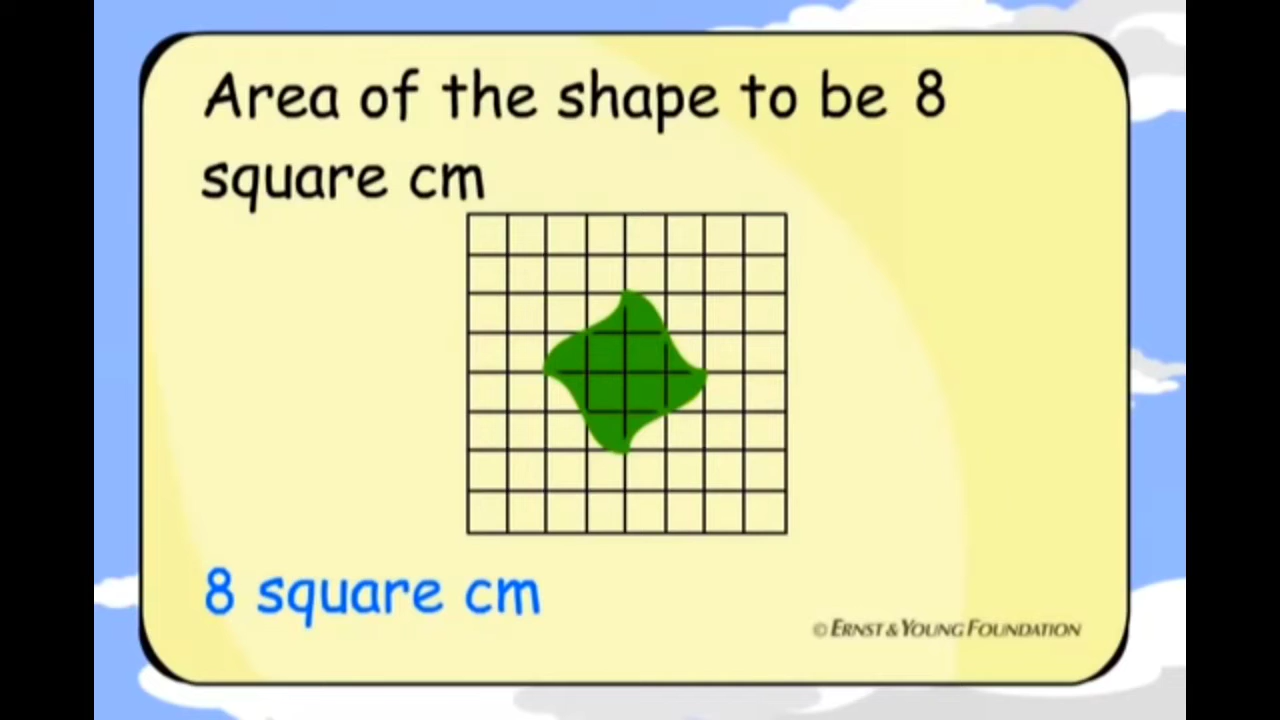 Area of the shape to be 8
square cm
8 square cm
© ERNST & YOUNG FOUNDATION